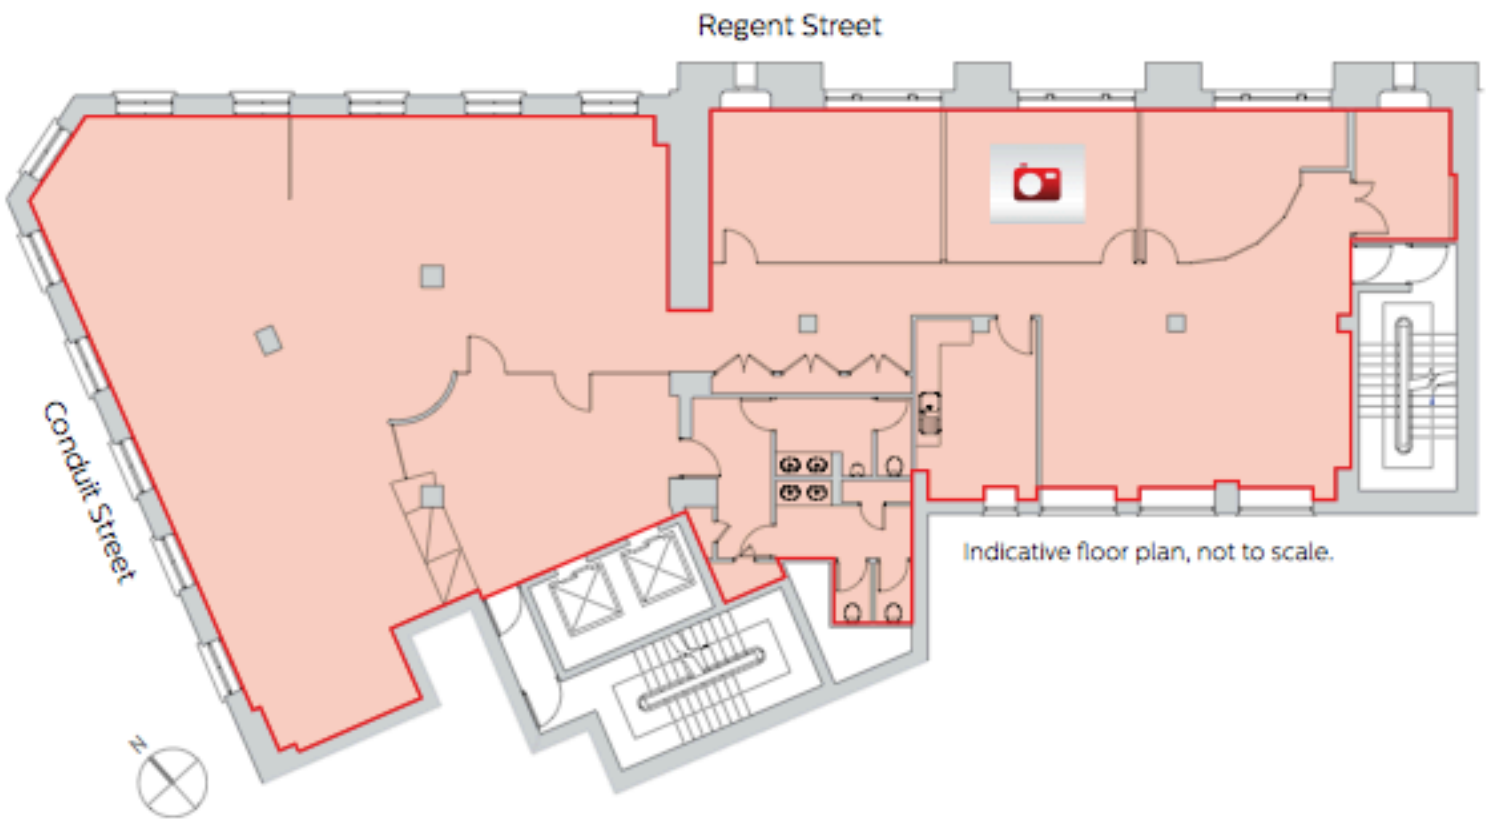 Regent Street
Conduit Street
Indicative floor plan, not to scale.
N